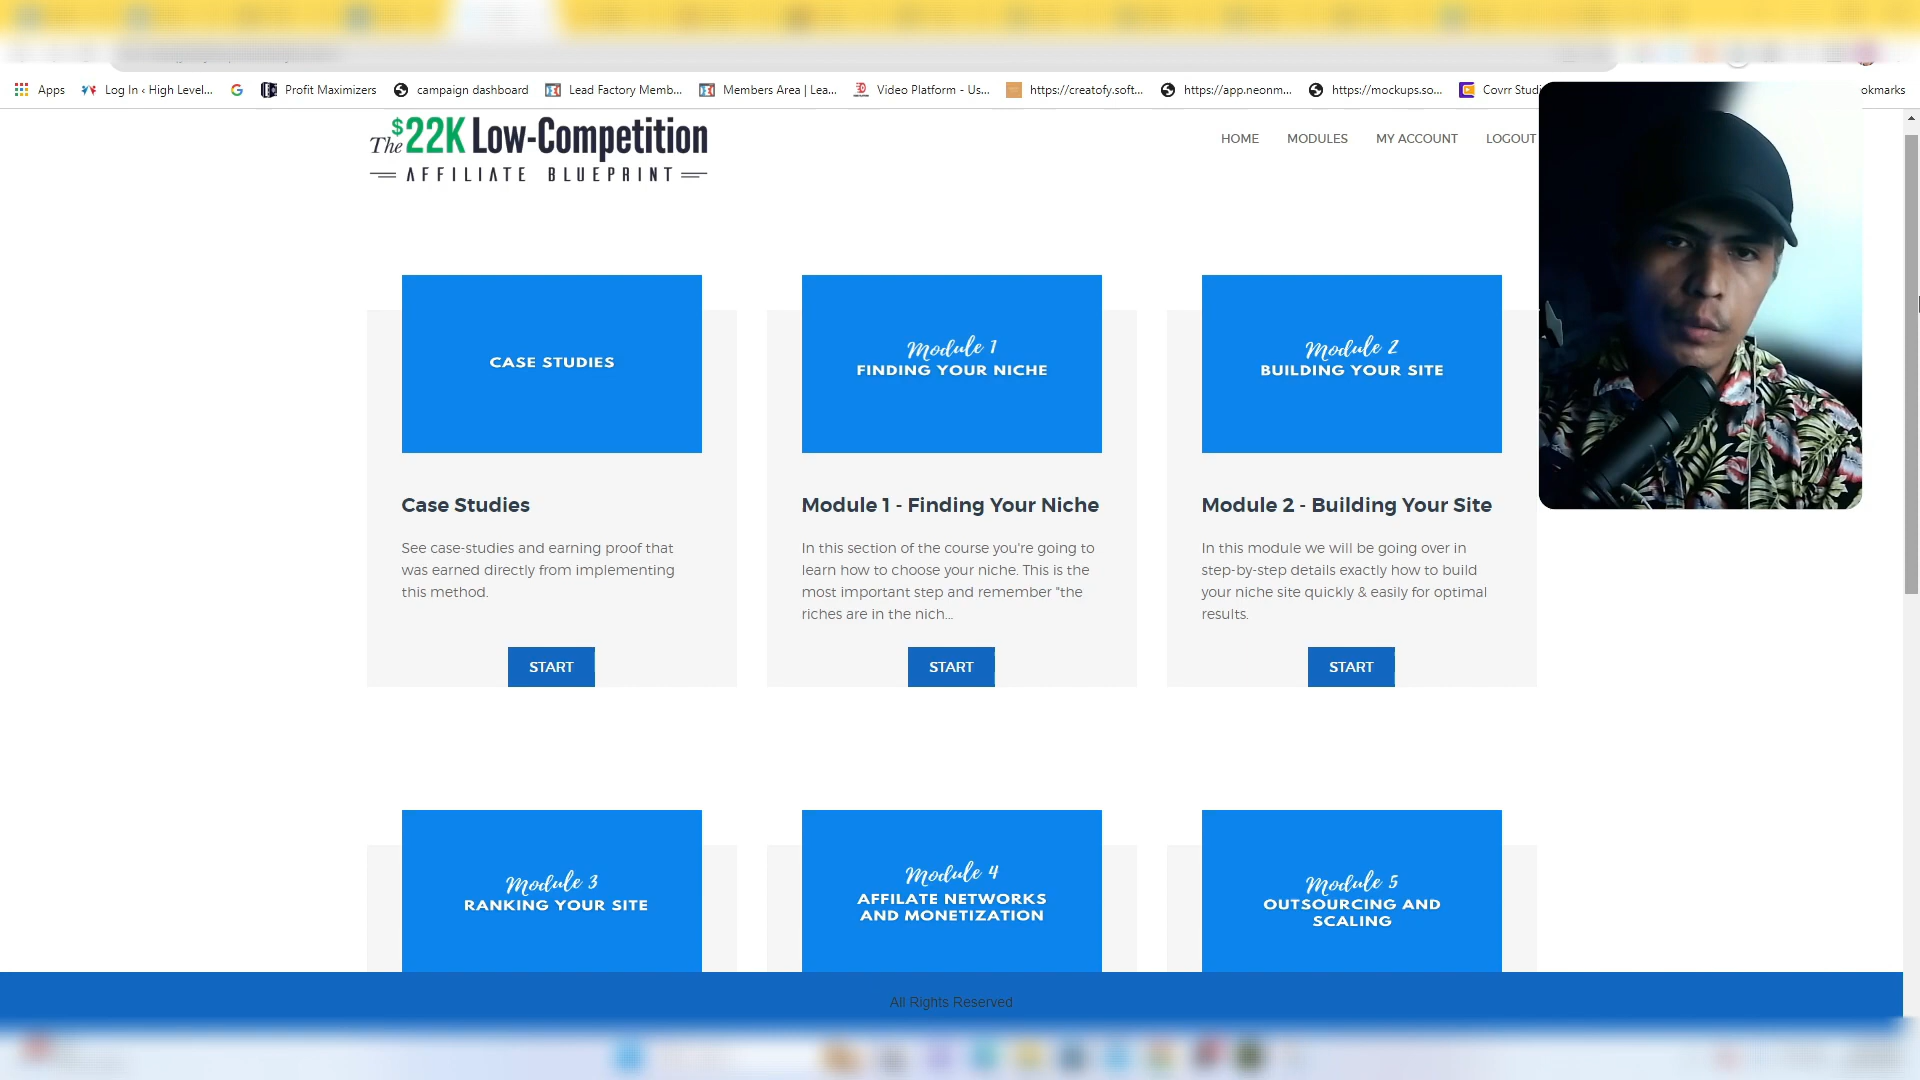 Apps
Log In ‹ High Level...
Profit Maximizers
campaign dashboard
Lead Factory Memb...
Members Area | Lea...
Video Platform - Us...
https://creatofy.soft...
https://app.neonm...
https://mockups.so...
Covrr Studi
okmarks
The $22K Low-Competition
AFFILIATE BLUEPRINT
HOME
MODULES
MY ACCOUNT
LOGOUT
CASE STUDIES
Module 1
FINDING YOUR NICHE
Module 2
BUILDING YOUR SITE
Case Studies
See case-studies and earning proof that
was earned directly from implementing
this method.
START
Module 1 - Finding Your Niche
In this section of the course you're going to
learn how to choose your niche. This is the
most important step and remember "the
riches are in the nich...
START
Module 2 - Building Your Site
In this module we will be going over in
step-by-step details exactly how to build
your niche site quickly & easily for optimal
results.
START
Module 3
RANKING YOUR SITE
Module 4
AFFILATE NETWORKS
AND MONETIZATION
Module 5
OUTSOURCING AND
SCALING
All Rights Reserved